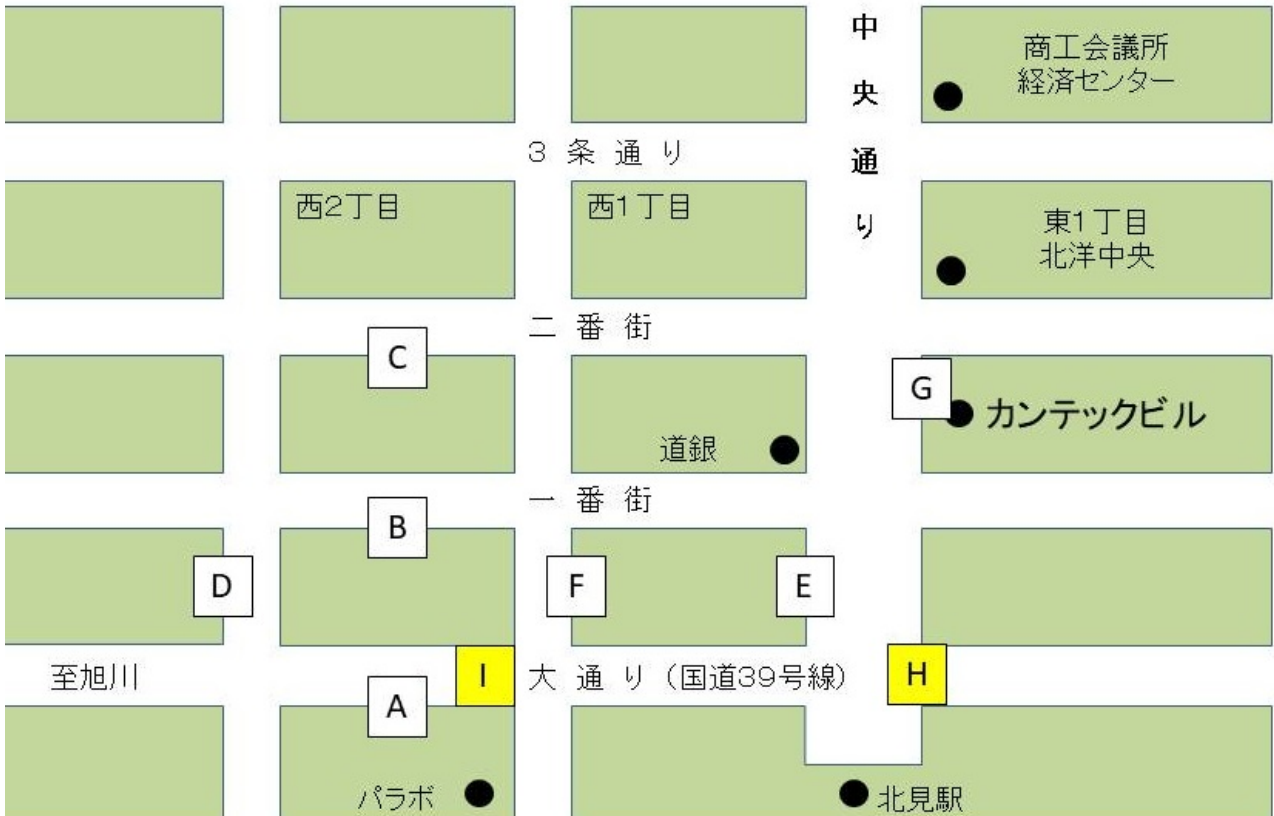 中央通り
商工会議所
経済センター
3条通り
西2丁目
西1丁目
東1丁目
北洋中央
二番街
C
G
カンテックビル
道銀
一番街
B
D
F
E
至旭川
I
大通り（国道39号線）
H
A
パラボ
北見駅